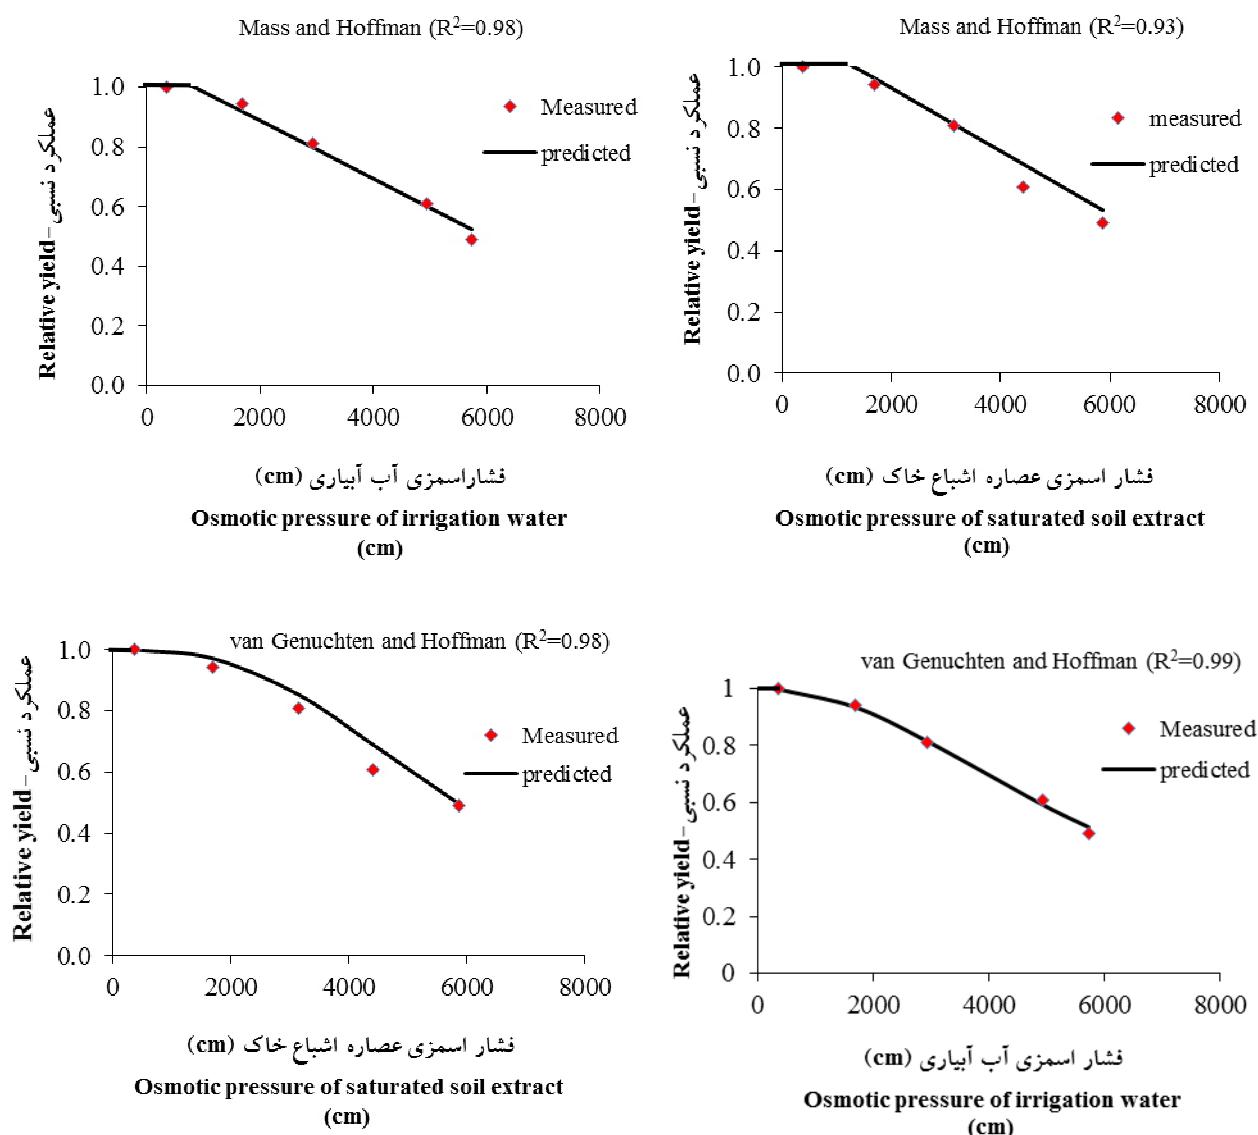 Mass and Hoffman (R²=0.98)
1.0
0.8
0.6
0.4
0.2
0.0
Relative yield-عملکرد نسبی
Measured
predicted
0 2000 4000 6000 8000
فشاراسمزی آب آبیاری (cm)
Osmotic pressure of irrigation water
(cm)
Mass and Hoffman (R²=0.93)
1.0
0.8
0.6
0.4
0.2
0.0
Relative yield-عملکرد نسبی
measured
predicted
0 2000 4000 6000 8000
فشار اسمزی عصاره اشباع خاک (cm)
Osmotic pressure of saturated soil extract
(cm)
van Genuchten and Hoffman (R²=0.98)
1.0
0.8
0.6
0.4
0.2
0.0
Relative yield-عملکرد نسبی
Measured
predicted
0 2000 4000 6000 8000
فشار اسمزی عصاره اشباع خاک (cm)
Osmotic pressure of saturated soil extract
(cm)
van Genuchten and Hoffman (R²=0.99)
1
0.8
0.6
0.4
0.2
0
Relative yield-عملکرد نسبی
Measured
predicted
0 2000 4000 6000 8000
فشار اسمزی آب آبیاری (cm)
Osmotic pressure of irrigation water
(cm)